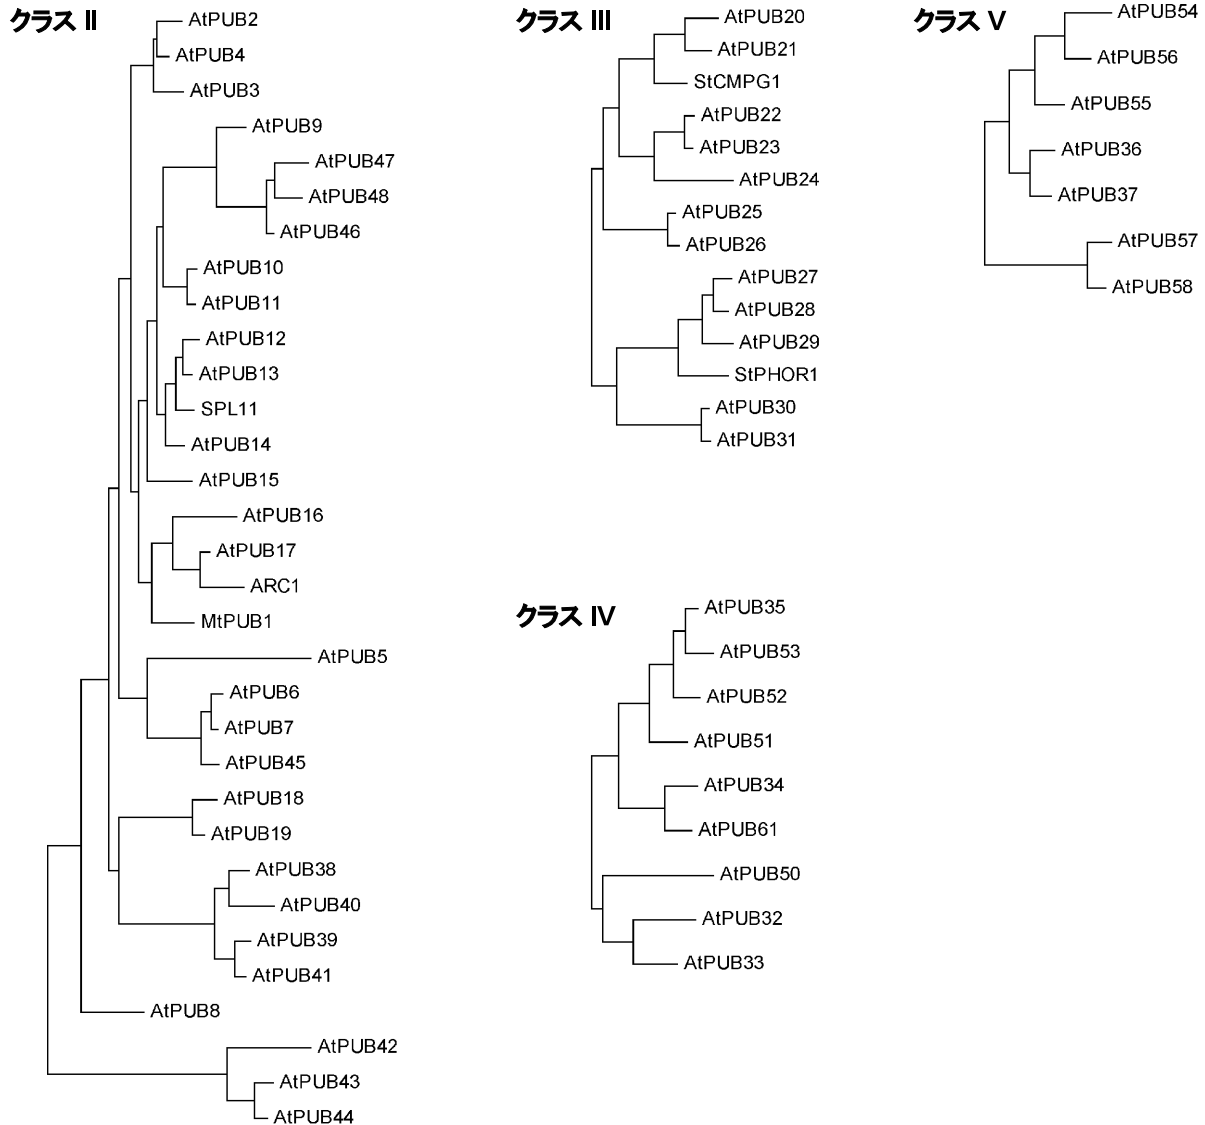 クラス II
AtPUB2
AtPUB4
AtPUB3
AtPUB9
AtPUB47
AtPUB48
AtPUB46
AtPUB10
AtPUB11
AtPUB12
AtPUB13
SPL11
AtPUB14
AtPUB15
AtPUB16
AtPUB17
ARC1
MtPUB1
AtPUB5
AtPUB6
AtPUB7
AtPUB45
AtPUB18
AtPUB19
AtPUB38
AtPUB40
AtPUB39
AtPUB41
AtPUB8
AtPUB42
AtPUB43
AtPUB44
クラス III
AtPUB20
AtPUB21
StCMPG1
AtPUB22
AtPUB23
AtPUB24
AtPUB25
AtPUB26
AtPUB27
AtPUB28
AtPUB29
StPHOR1
AtPUB30
AtPUB31
クラス IV
AtPUB35
AtPUB53
AtPUB52
AtPUB51
AtPUB34
AtPUB61
AtPUB50
AtPUB32
AtPUB33
クラス V
AtPUB54
AtPUB56
AtPUB55
AtPUB36
AtPUB37
AtPUB57
AtPUB58